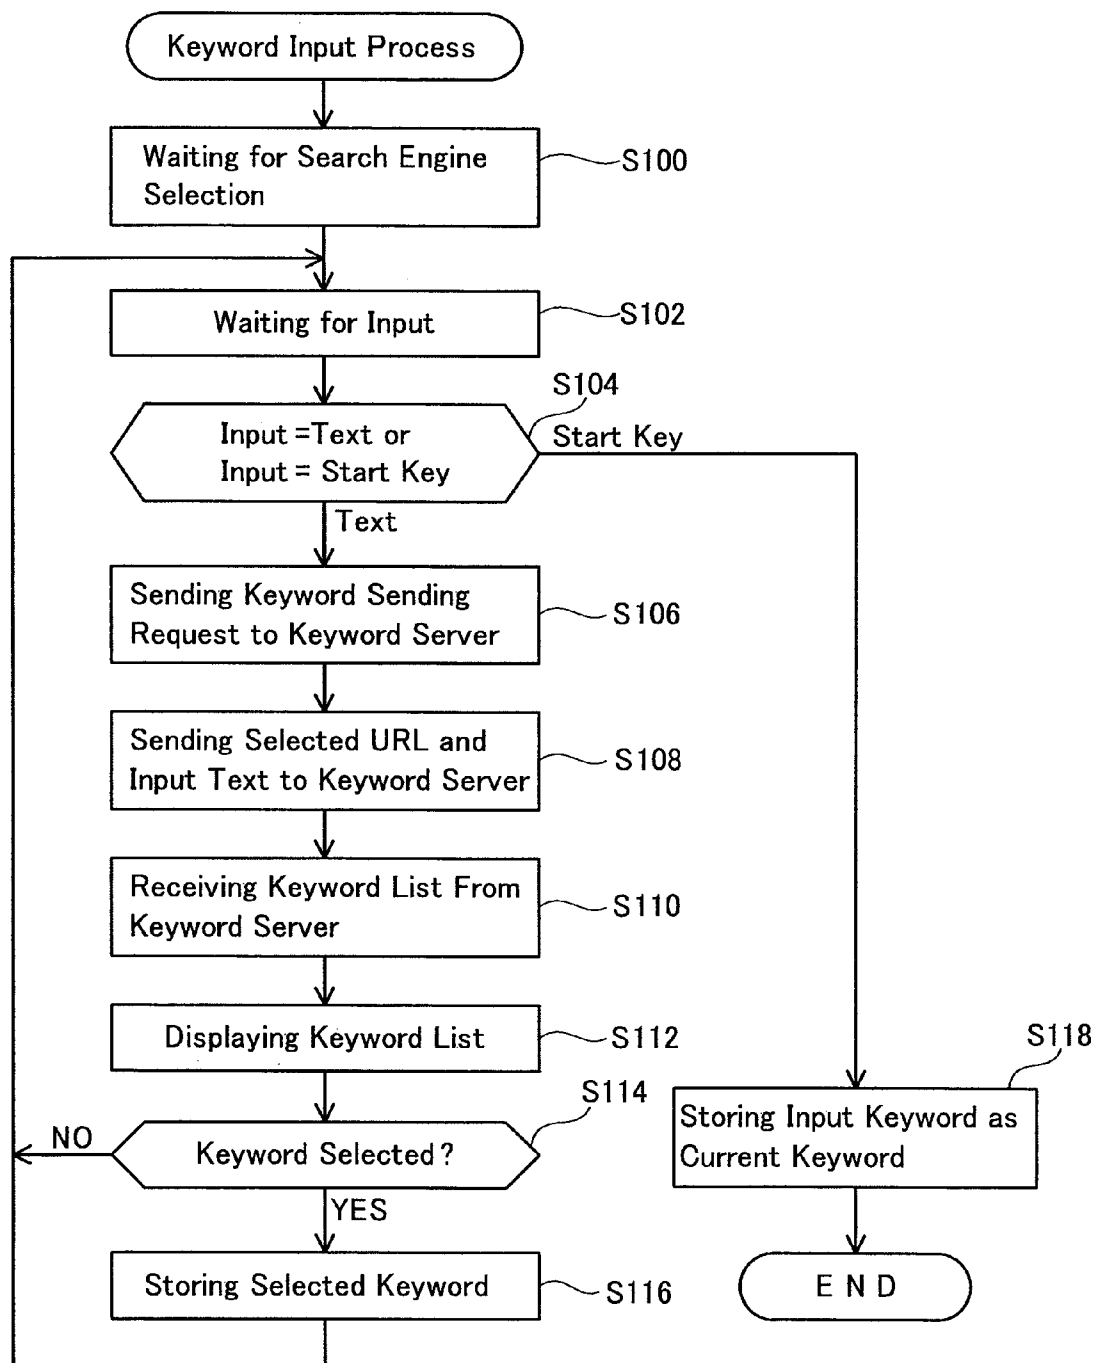 Keyword Input Process
Waiting for Search Engine
Selection
S100
Waiting for Input
S102
S104
Input =Text or
Input = Start Key
Start Key
Text
Sending Keyword Sending
Request to Keyword Server
S106
Sending Selected URL and
Input Text to Keyword Server
S108
Receiving Keyword List From
Keyword Server
S110
Displaying Keyword List
S112
S114
Keyword Selected?
NO
YES
Storing Selected Keyword
S116
S118
Storing Input Keyword as
Current Keyword
E N D